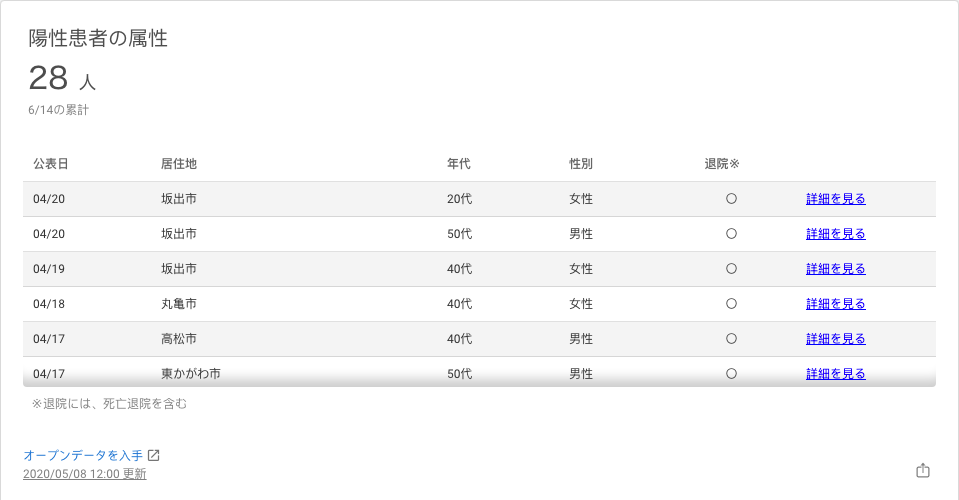 陽性患者の属性
28 人
6/14の累計
公表日 居住地 年代 性別 退院※
04/20 坂出市 20代 女性 〇 詳細を見る
04/20 坂出市 50代 男性 〇 詳細を見る
04/19 坂出市 40代 女性 〇 詳細を見る
04/18 丸亀市 40代 女性 〇 詳細を見る
04/17 高松市 40代 男性 〇 詳細を見る
04/17 東かがわ市 50代 男性 〇 詳細を見る
※退院には、死亡退院を含む
オープンデータを入手
2020/05/08 12:00 更新